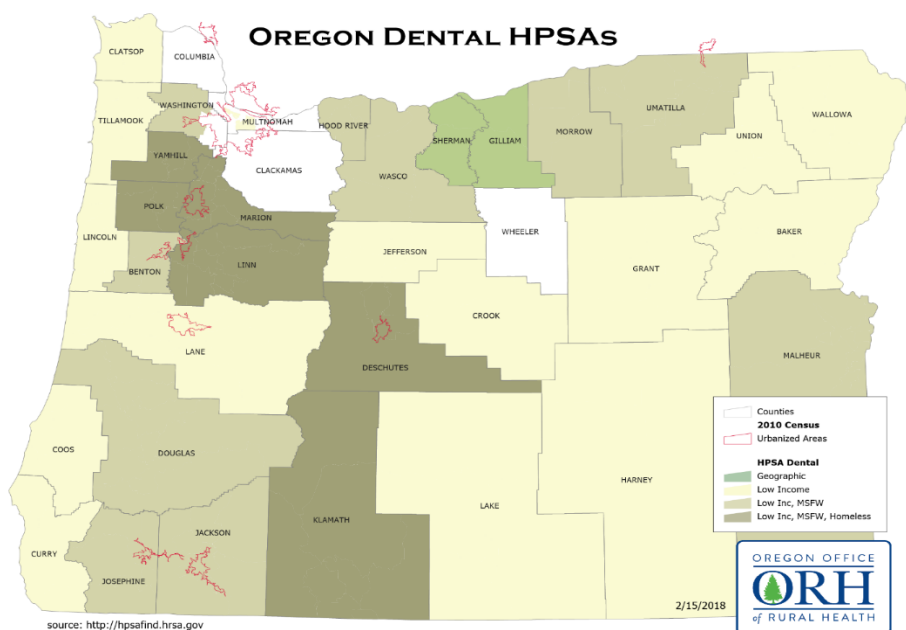 OREGON DENTAL HPSAS
CLATSOP
COLUMBIA
TILLAMOOK
WASHINGTON
MULTNOMAH
HOOD RIVER
SHERMAN
GILLIAM
MORROW
UMATILLA
UNION
WALLOWA
YAMHILL
CLACKAMAS
WASCO
POLK
MARION
WHEELER
LINCOLN
BENTON
LINN
JEFFERSON
GRANT
BAKER
LANE
CROOK
DESCHUTES
MALHEUR
COOS
DOUGLAS
KLAMATH
LAKE
HARNEY
CURRY
JOSEPHINE
JACKSON
Counties
2010 Census
Urbanized Areas
HPSA Dental
Geographic
Low Income
Low Inc, MSFW
Low Inc, MSFW, Homeless
2/15/2018
OREGON OFFICE
ORH
of RURAL HEALTH
source: http://hpsafind.hrsa.gov